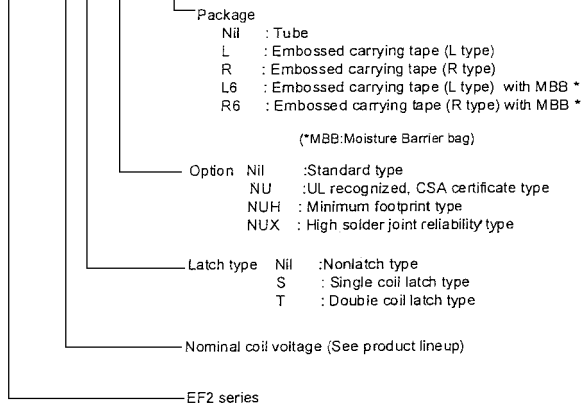 Package
Nil : Tube
L : Embossed carrying tape (L type)
R : Embossed carrying tape (R type)
L6 : Embossed carrying tape (L type) with MBB *
R6 : Embossed carrying tape (R type) with MBB *
(*MBB:Moisture Barrier bag)
Option Nil :Standard type
NU :UL recognized, CSA certificate type
NUH : Minimum footprint type
NUX : High solder joint reliability type
Latch type Nil :Nonlatch type
S : Single coil latch type
T : Double coil latch type
Nominal coil voltage (See product lineup)
EF2 series